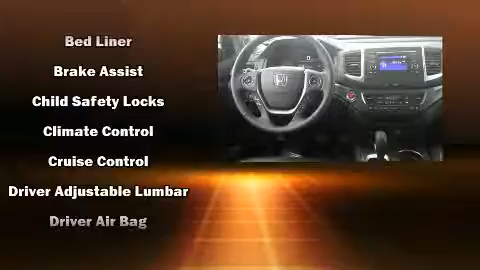 Bed Liner
Brake Assist
Child Safety Locks
Climate Control
Cruise Control
Driver Adjustable Lumbar
Driver Air Bag